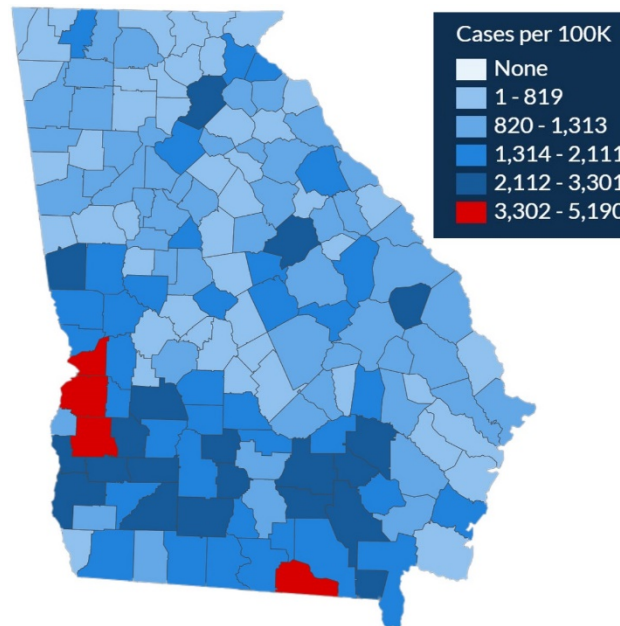 Cases per 100K
None
1 - 819
820 - 1,313
1,314 - 2,111
2,112 - 3,301
3,302 - 5,190